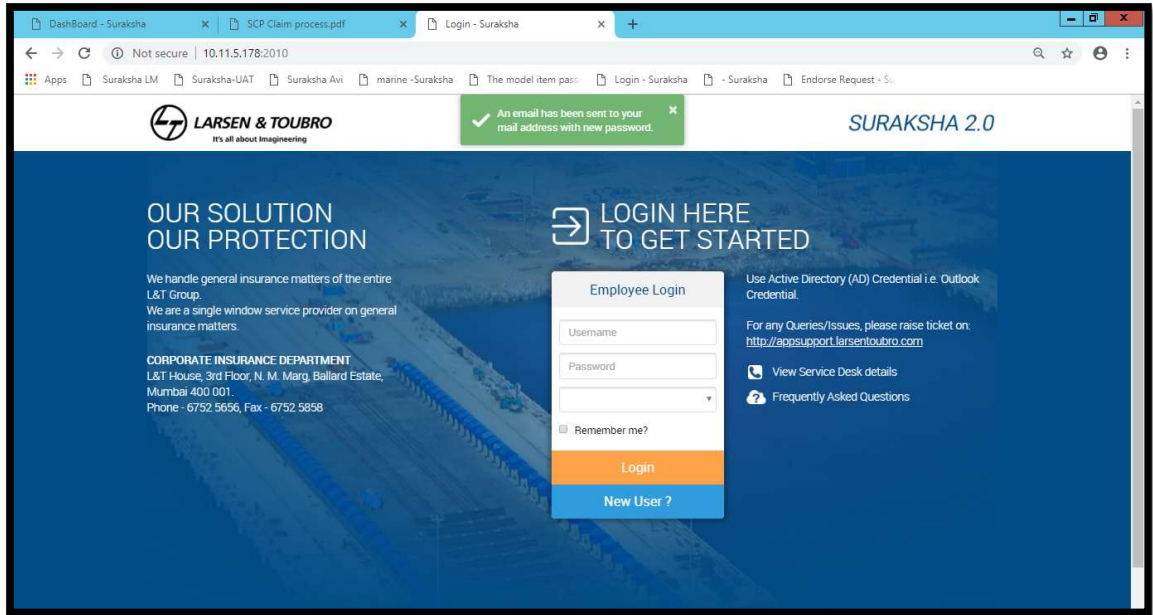 DashBoard - Suraksha
SCP Claim process.pdf
Login - Suraksha
Not secure | 10.11.5.178:2010
Apps
Suraksha LM
Suraksha-UAT
Suraksha Avi
marine -Suraksha
The model item pass
Login - Suraksha
- Suraksha
Endorse Request - Su
LARSEN & TOUBRO
It's all about Imagineering
An email has been sent to your
mail address with new password.
SURAKSHA 2.0
OUR SOLUTION
OUR PROTECTION
We handle general insurance matters of the entire
L&T Group.
We are a single window service provider on general
insurance matters.
CORPORATE INSURANCE DEPARTMENT
L&T House, 3rd Floor, N. M. Marg, Ballard Estate,
Mumbai 400 001.
Phone - 6752 5656, Fax - 6752 5858
LOGIN HERE
TO GET STARTED
Employee Login
Username
Password
Remember me?
Login
New User ?
Use Active Directory (AD) Credential i.e. Outlook
Credential.
For any Queries/Issues, please raise ticket on:
http://appsupport.larsentoubro.com
View Service Desk details
Frequently Asked Questions